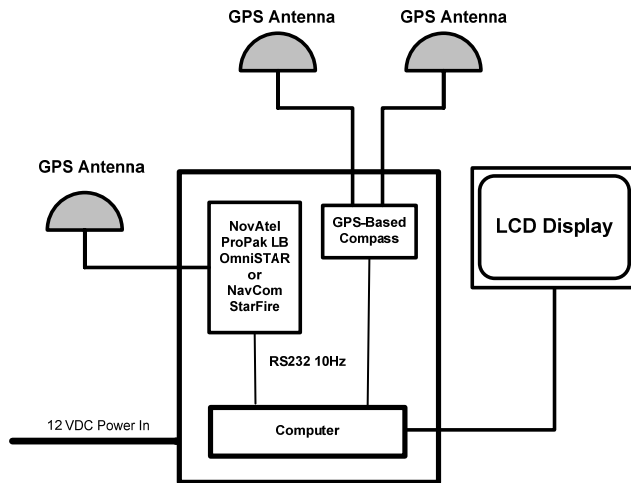 GPS Antenna
GPS Antenna
GPS Antenna
NovAtel
ProPak LB
OmniSTAR
or
NavCom
StarFire
GPS-Based
Compass
LCD Display
RS232 10Hz
12 VDC Power In
Computer